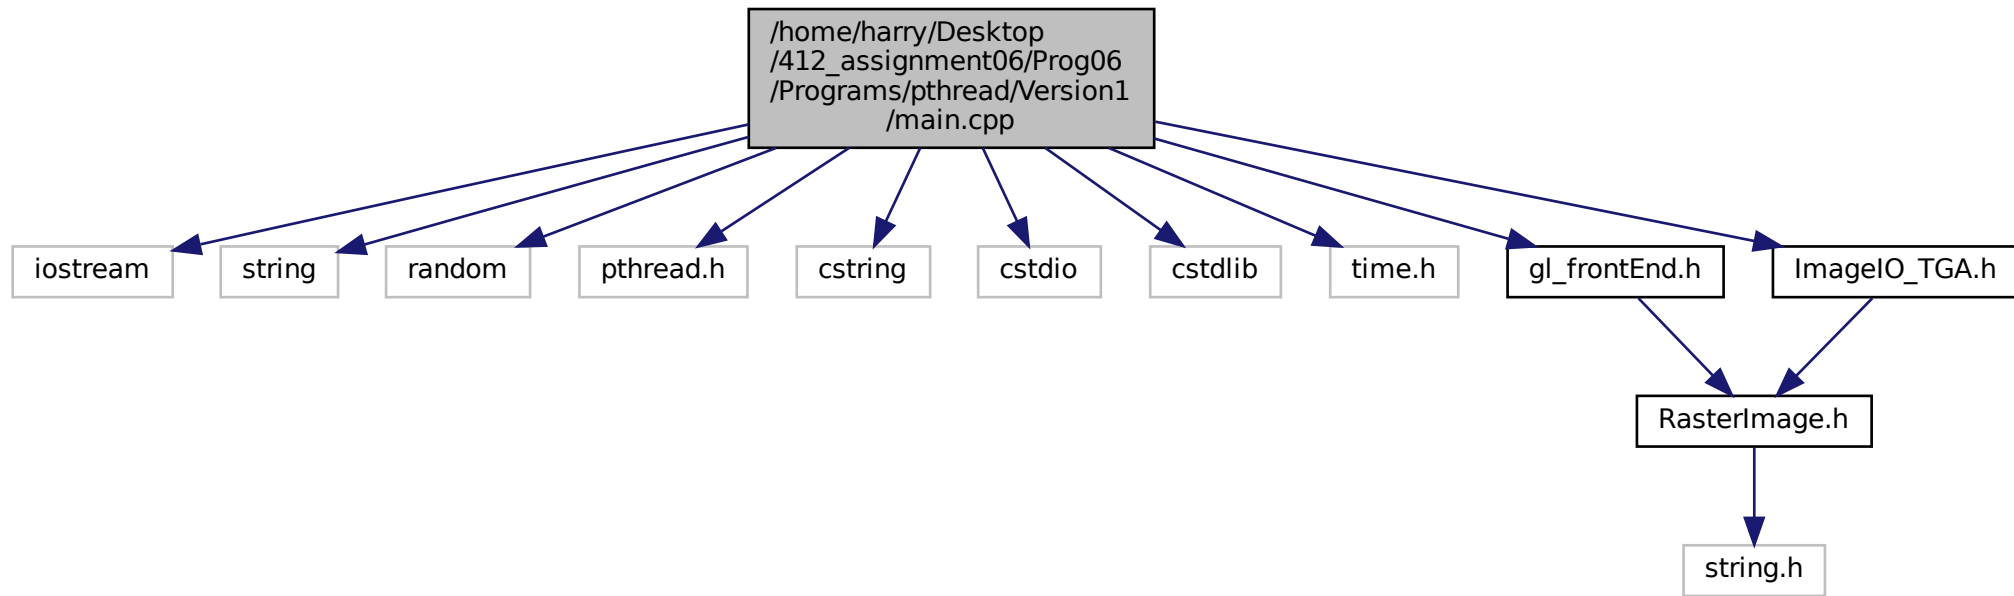 /home/harry/Desktop
/412_assignment06/Prog06
/Programs/pthread/Version1
/main.cpp
iostream
string
random
pthread.h
cstring
cstdio
cstdlib
time.h
gl_frontEnd.h
ImageIO_TGA.h
RasterImage.h
string.h